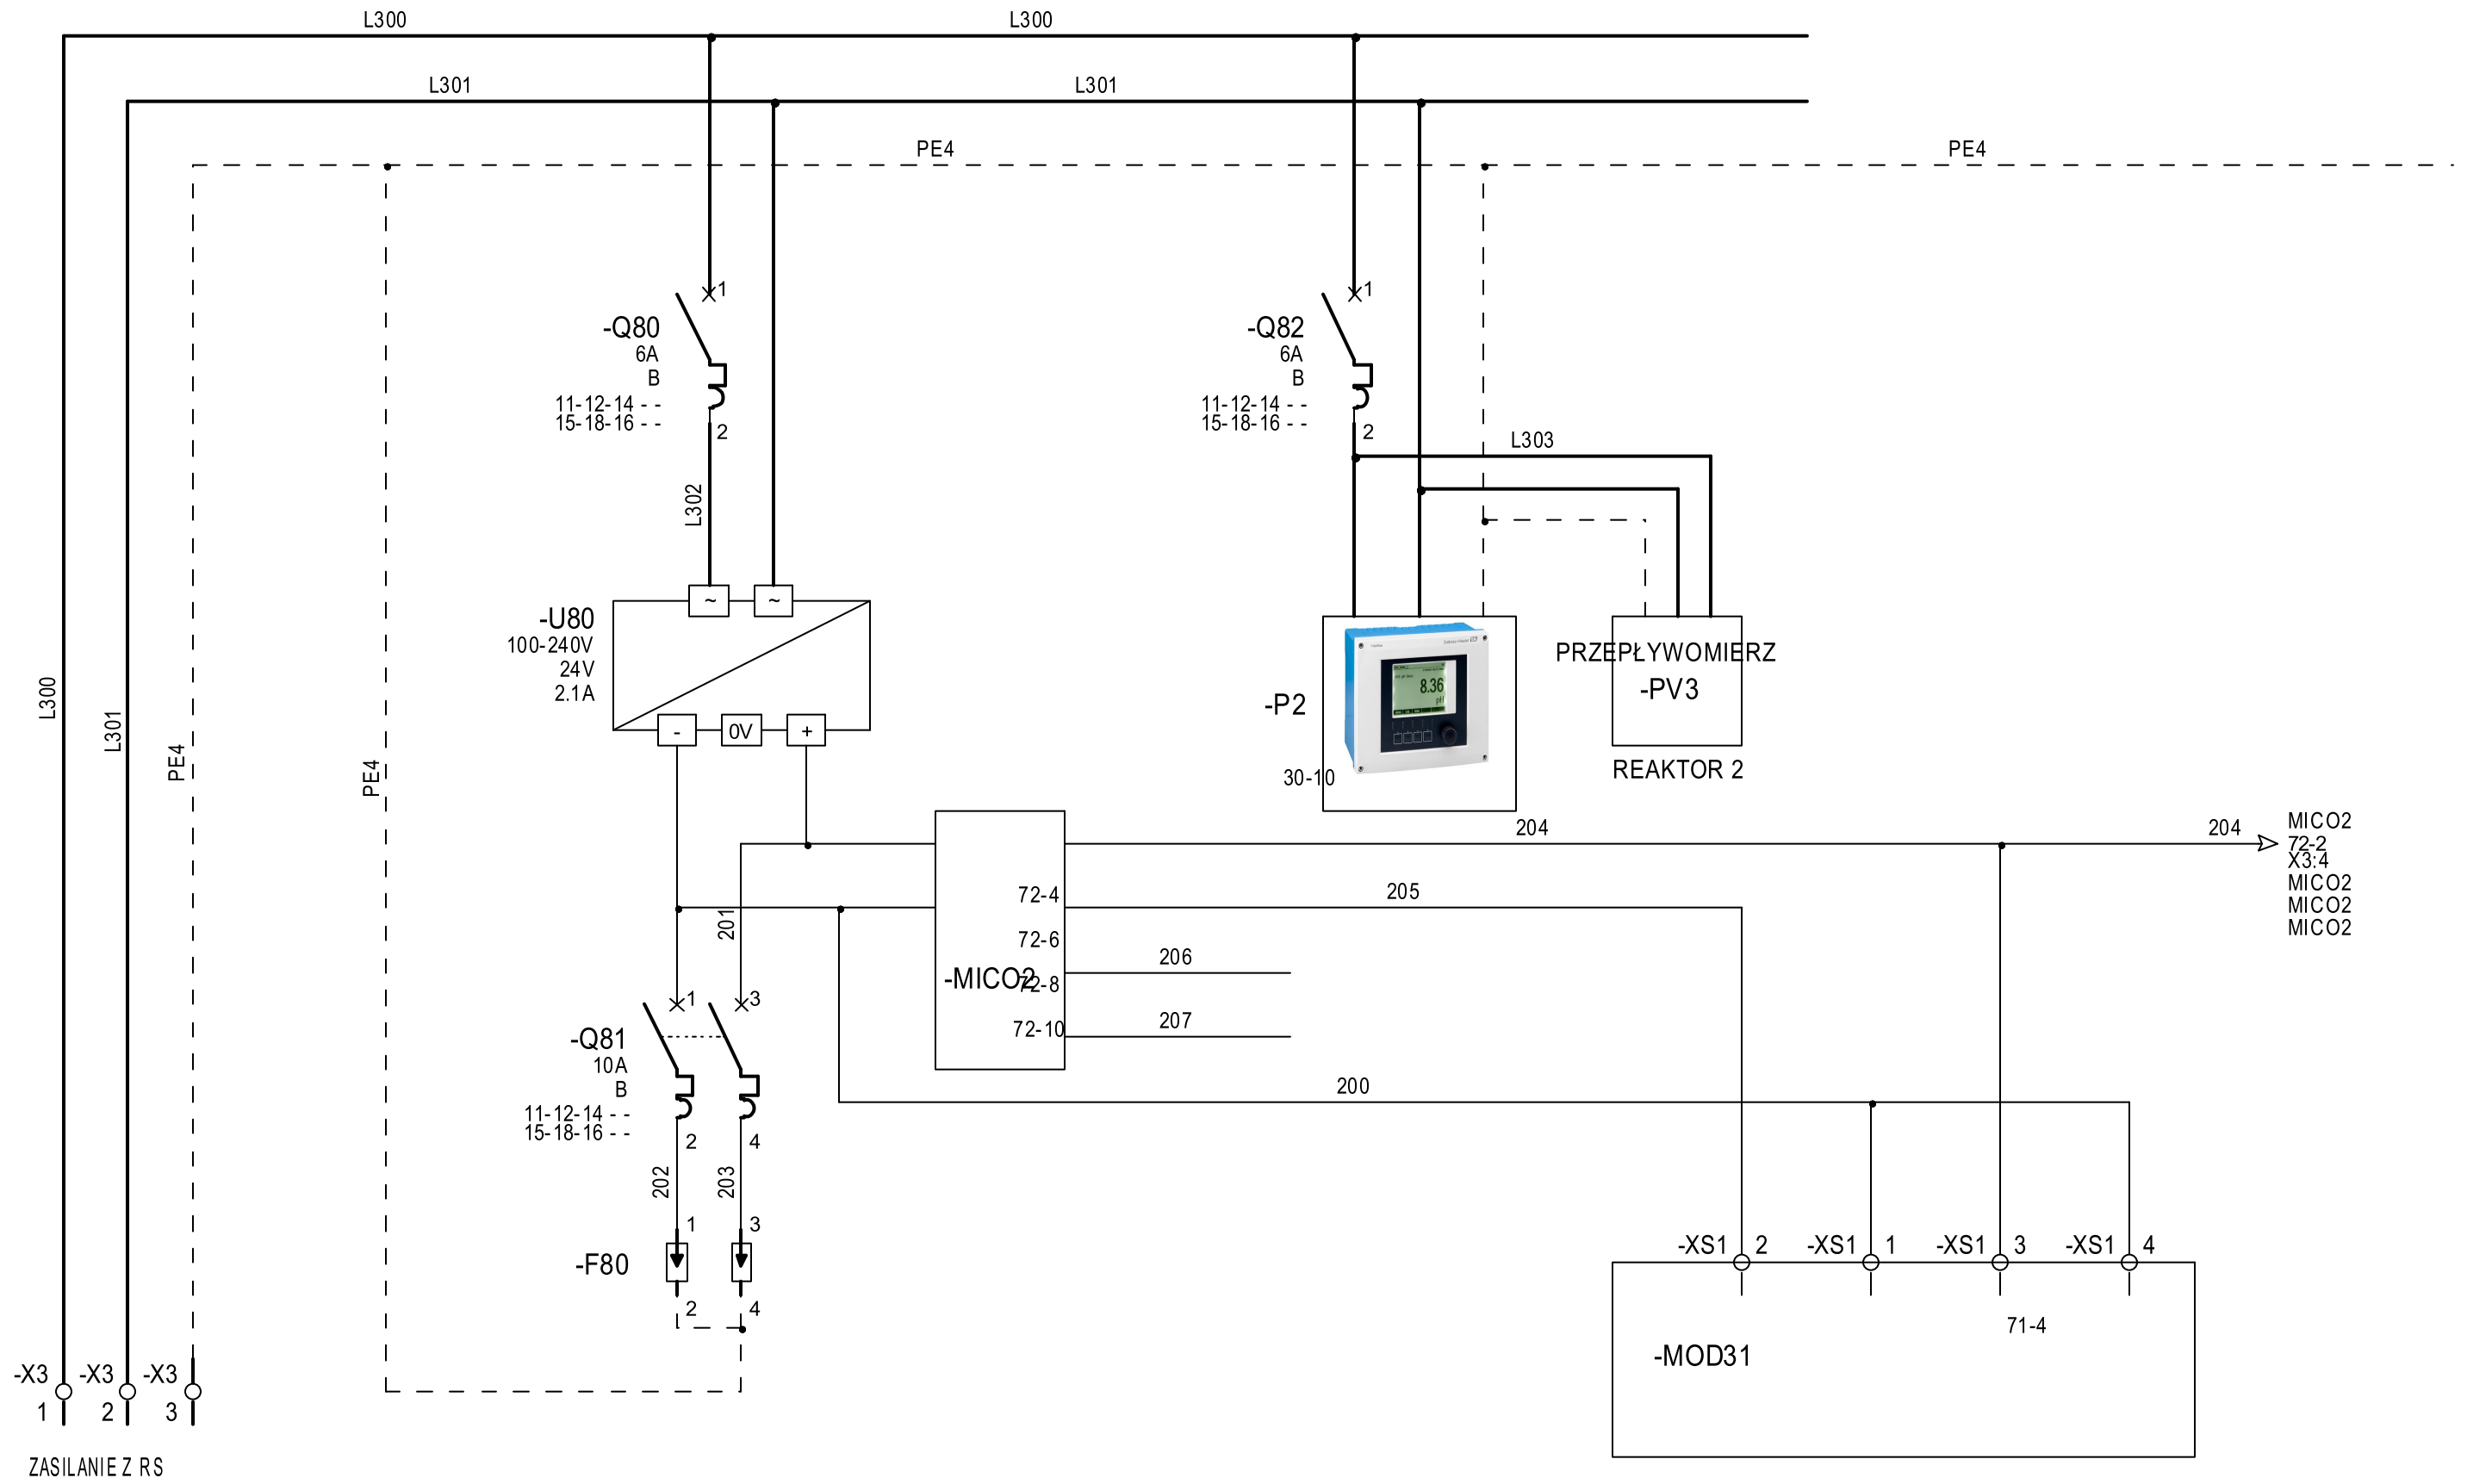 L300
L300
L301
L301
PE4
PE4
1
1
-Q80
6A
B
11-12-14 - -
15-18-16 - -
2
-Q82
6A
B
11-12-14 - -
15-18-16 - -
2
L303
L302
-U80
100-240V
24V
2.1A
~
~
-
0V
+
-P2
30-10
8.36
pH
PRZEPŁYWOMIERZ
-PV3
REAKTOR 2
L300
L301
PE4
PE4
204
204
MICO2
72-2
X3:4
MICO2
MICO2
MICO2
72-4
205
201
72-6
206
-MICO2
72-8
207
72-10
1
3
-Q81
10A
B
11-12-14 - -
15-18-16 - -
2
4
200
202
203
1
3
-F80
2
4
-XS1 2
-XS1 1
-XS1 3
-XS1 4
71-4
-MOD31
-X3
-X3
-X3
1
2
3
ZASILANIE Z RS